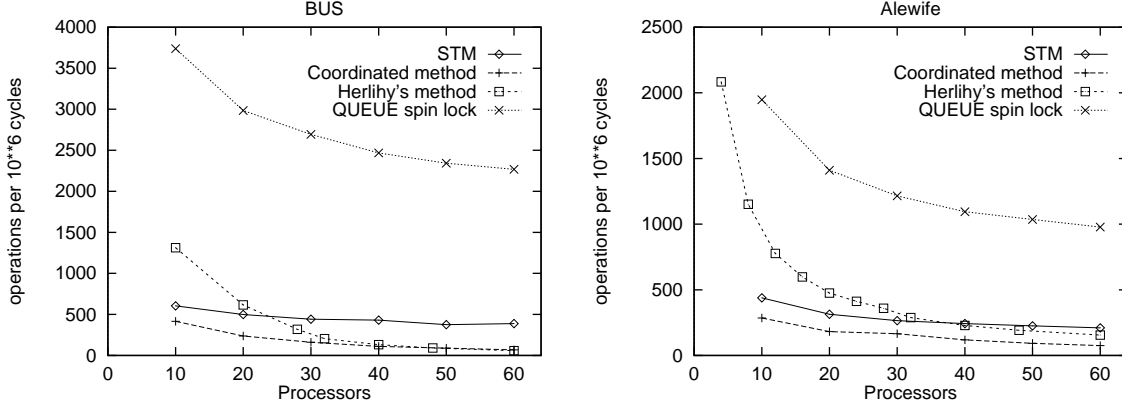 BUS
operations per 10**6 cycles
4000
3500
3000
2500
2000
1500
1000
500
0
STM
Coordinated method
Herlihy's method
QUEUE spin lock
0 10 20 30 40 50 60
Processors
Alewife
operations per 10**6 cycles
2500
2000
1500
1000
500
0
STM
Coordinated method
Herlihy's method
QUEUE spin lock
0 10 20 30 40 50 60
Processors